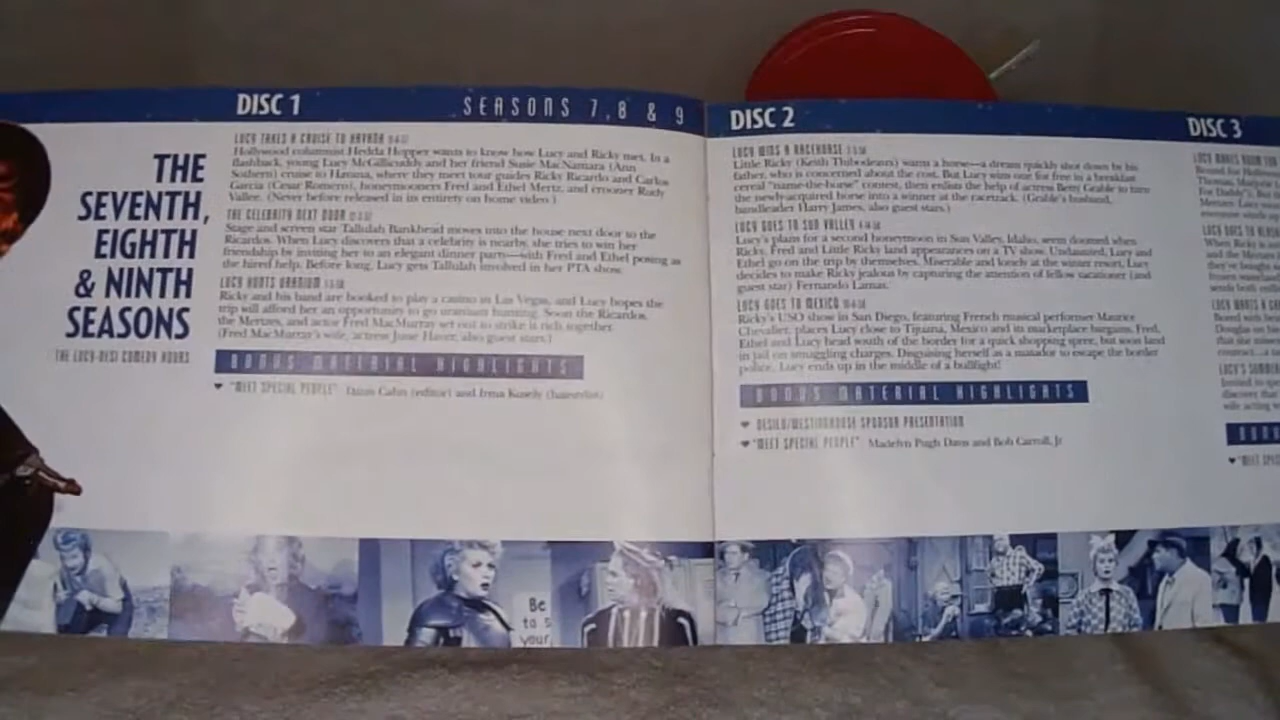 DISC 1
SEASONS 7, 8 & 9
THE
SEVENTH,
EIGHTH
& NINTH
SEASONS
THE LUCY-DESI COMEDY HOURS
LUCY TAKES A CRUISE TO HAVANA
Hollywood columnist Hedda Hopper wants to know how Lucy and Ricky met. In a
flashback, young Lucy McGillicuddy and her friend Susie MacNamara (Ann
Sothern) cruise to Havana, where they meet tour guides Ricky Ricardo and Carlos
Garcia (Cesar Romero), honeymooners Fred and Ethel Mertz, and crooner Rudy
Vallee. (Never before released in its entirety on home video.)
THE CELEBRITY NEXT DOOR
Stage and screen star Tallulah Bankhead moves into the house next door to the
Ricardos. When Lucy discovers that a celebrity is nearby, she tries to win her
friendship by inviting her to an elegant dinner party—with Fred and Ethel posing as
the hired help. Before long, Lucy gets Tallulah involved in her PTA show.
LUCY HUNTS URANIUM
Ricky and his band are booked to play a casino in Las Vegas, and Lucy hopes the
trip will afford her an opportunity to go uranium hunting. Soon the Ricardos,
the Mertzes, and actor Fred MacMurray set out to strike it rich together.
(Fred MacMurray's wife, actress June Haver, also guest stars.)
BONUS MATERIAL HIGHLIGHTS
"MEET SPECIAL PEOPLE" Dann Cahn (editor) and Irma Kusely (hairstylist)
DISC 2
LUCY WINS A RACEHORSE
Little Ricky (Keith Thibodeaux) wants a horse—a dream quickly shot down by his
father, who is concerned about the cost. But Lucy wins one for free in a breakfast
cereal "name-the-horse" contest, then enlists the help of actress Betty Grable to turn
the newly-acquired horse into a winner at the racetrack. (Grable's husband,
bandleader Harry James, also guest stars.)
LUCY GOES TO SUN VALLEY
Lucy's plans for a second honeymoon in Sun Valley, Idaho, seem doomed when
Ricky, Fred and Little Ricky land appearances on a TV show. Undaunted, Lucy and
Ethel go on the trip by themselves. Miserable and lonely at the winter resort, Lucy
decides to make Ricky jealous by capturing the attention of fellow vacationer (and
guest star) Fernando Lamas.
LUCY GOES TO MEXICO
Ricky's USO show in San Diego, featuring French musical performer Maurice
Chevalier, places Lucy close to Tijuana, Mexico and its marketplace bargains. Fred,
Ethel and Lucy head south of the border for a quick shopping spree, but soon land
in jail on smuggling charges. Disguising herself as a matador to escape the border
police, Lucy ends up in the middle of a bullfight!
BONUS MATERIAL HIGHLIGHTS
DESILU/WESTINGHOUSE SPONSOR PRESENTATION
"MEET SPECIAL PEOPLE" Madelyn Pugh Davis and Bob Carroll, Jr.
DISC 3
LUCY MAKES ROOM FOR
LUCY GOES TO
LUCY WANTS A
LUCY'S SUMMER
"MEET
Be
to s
your